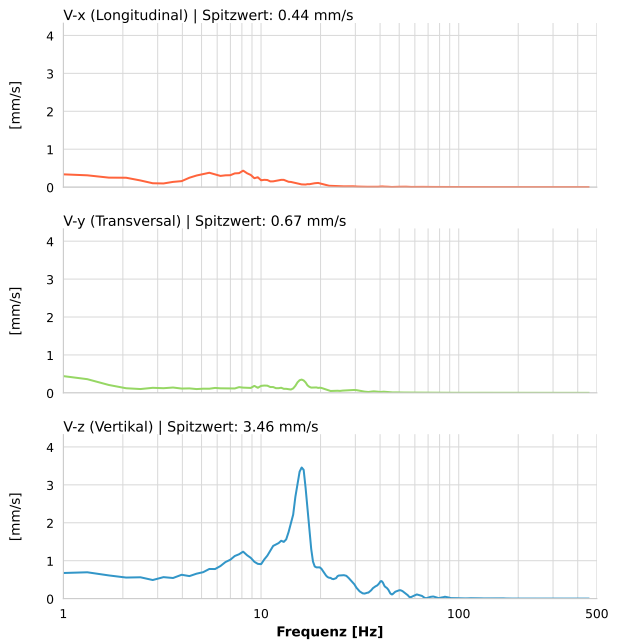 V-x (Longitudinal) | Spitzwert: 0.44 mm/s
4
3
[mm/s]
2
1
0
V-y (Transversal) | Spitzwert: 0.67 mm/s
4
3
[mm/s]
2
1
0
V-z (Vertikal) | Spitzwert: 3.46 mm/s
4
3
[mm/s]
2
1
0
1 10 100 500
Frequenz [Hz]